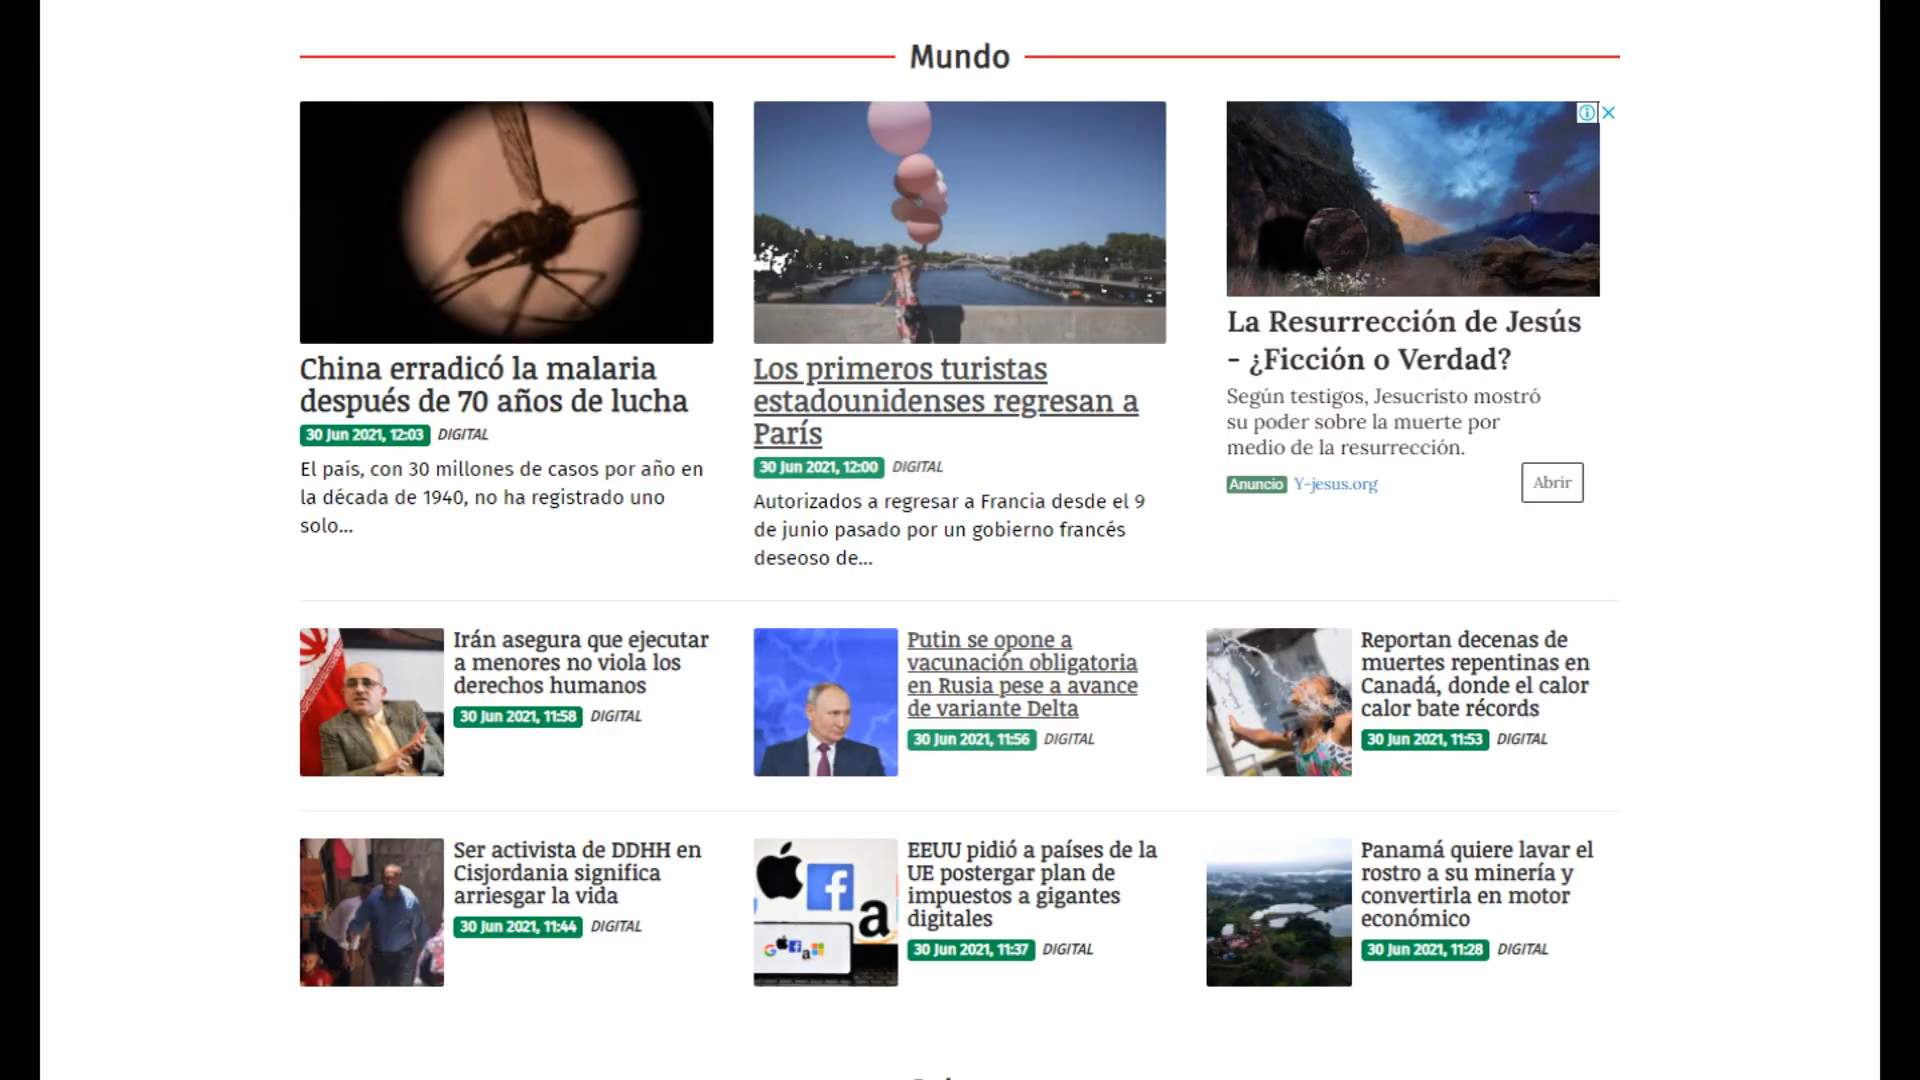 Mundo
China erradicó la malaria
después de 70 años de lucha
30 Jun 2021, 12:03 DIGITAL
El país, con 30 millones de casos por año en
la década de 1940, no ha registrado uno
solo...
Los primeros turistas
estadounidenses regresan a
París
30 Jun 2021, 12:00 DIGITAL
Autorizados a regresar a Francia desde el 9
de junio pasado por un gobierno francés
deseoso de...
La Resurrección de Jesús
- ¿Ficción o Verdad?
Según testigos, Jesucristo mostró
su poder sobre la muerte por
medio de la resurrección.
Anuncio Y-jesus.org
Abrir
Irán asegura que ejecutar
a menores no viola los
derechos humanos
30 Jun 2021, 11:58 DIGITAL
Putin se opone a
vacunación obligatoria
en Rusia pese a avance
de variante Delta
30 Jun 2021, 11:56 DIGITAL
Reportan decenas de
muertes repentinas en
Canadá, donde el calor
calor bate récords
30 Jun 2021, 11:53 DIGITAL
Ser activista de DDHH en
Cisjordania significa
arriesgar la vida
30 Jun 2021, 11:44 DIGITAL
EEUU pidió a países de la
UE postergar plan de
impuestos a gigantes
digitales
30 Jun 2021, 11:37 DIGITAL
Panamá quiere lavar el
rostro a su minería y
convertirla en motor
económico
30 Jun 2021, 11:28 DIGITAL